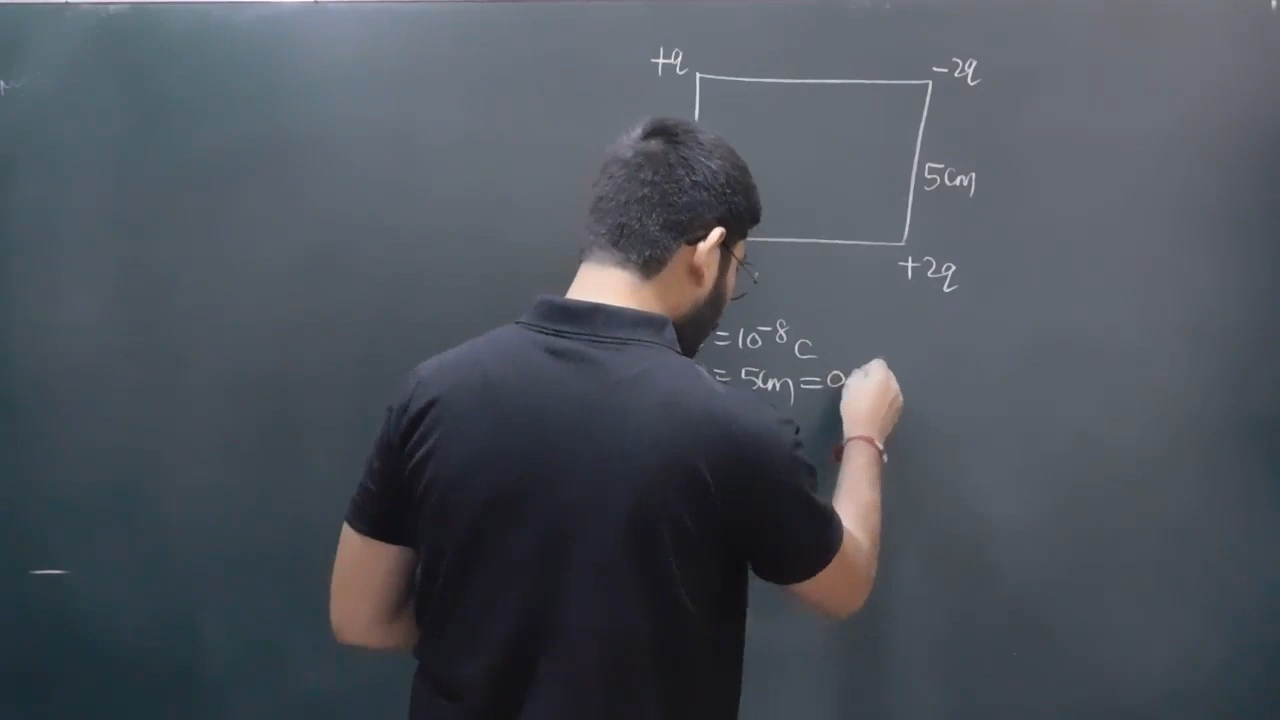 +q
-2q
5cm
+2q
=10⁻⁸ C
= 5cm = 0